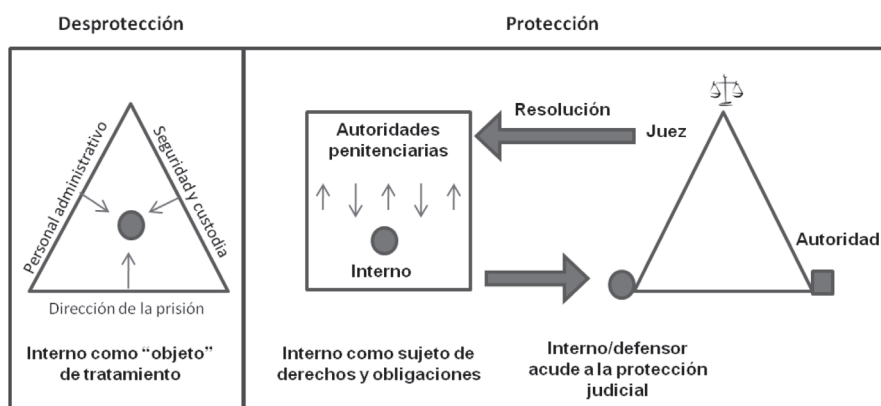 Desprotección
Protección
Personal administrativo
Seguridad y custodia
Dirección de la prisión
Interno como “objeto”
de tratamiento
Autoridades
penitenciarias
Interno
Interno como sujeto de
derechos y obligaciones
Resolución
Juez
Autoridad
Interno/defensor
acude a la protección
judicial